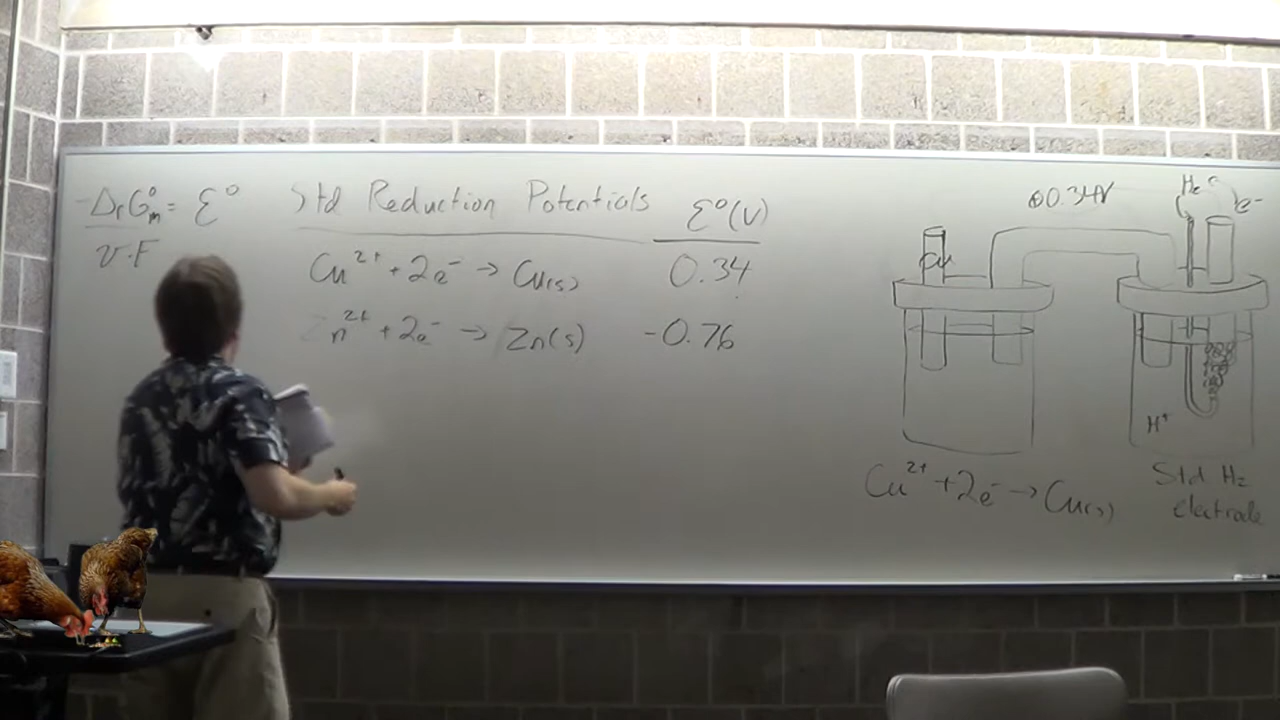 -ΔrG°m = Ɛ°
ν·F
Std Reduction Potentials Ɛ°(V)
Cu²⁺ + 2e⁻ → Cu(s) 0.34
Zn²⁺ + 2e⁻ → Zn(s) -0.76
⊕0.34V
H₂
e⁻
Cu
H⁺
Cu²⁺ + 2e⁻ → Cu(s)
Std H₂
electrode